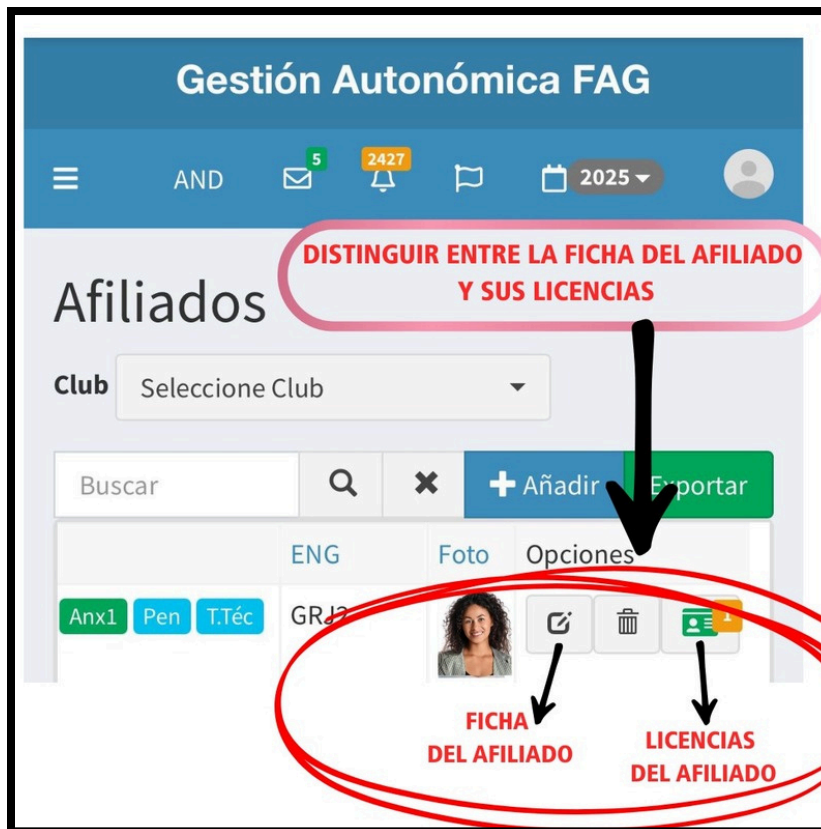 Gestión Autonómica FAG
AND 5 2427 2025
DISTINGUIR ENTRE LA FICHA DEL AFILIADO
Y SUS LICENCIAS
Afiliados
Club Seleccione Club
Buscar Añadir Exportar
ENG Foto Opciones
Anx1 Pen T.Téc GRJ2 1
FICHA
DEL AFILIADO
LICENCIAS
DEL AFILIADO